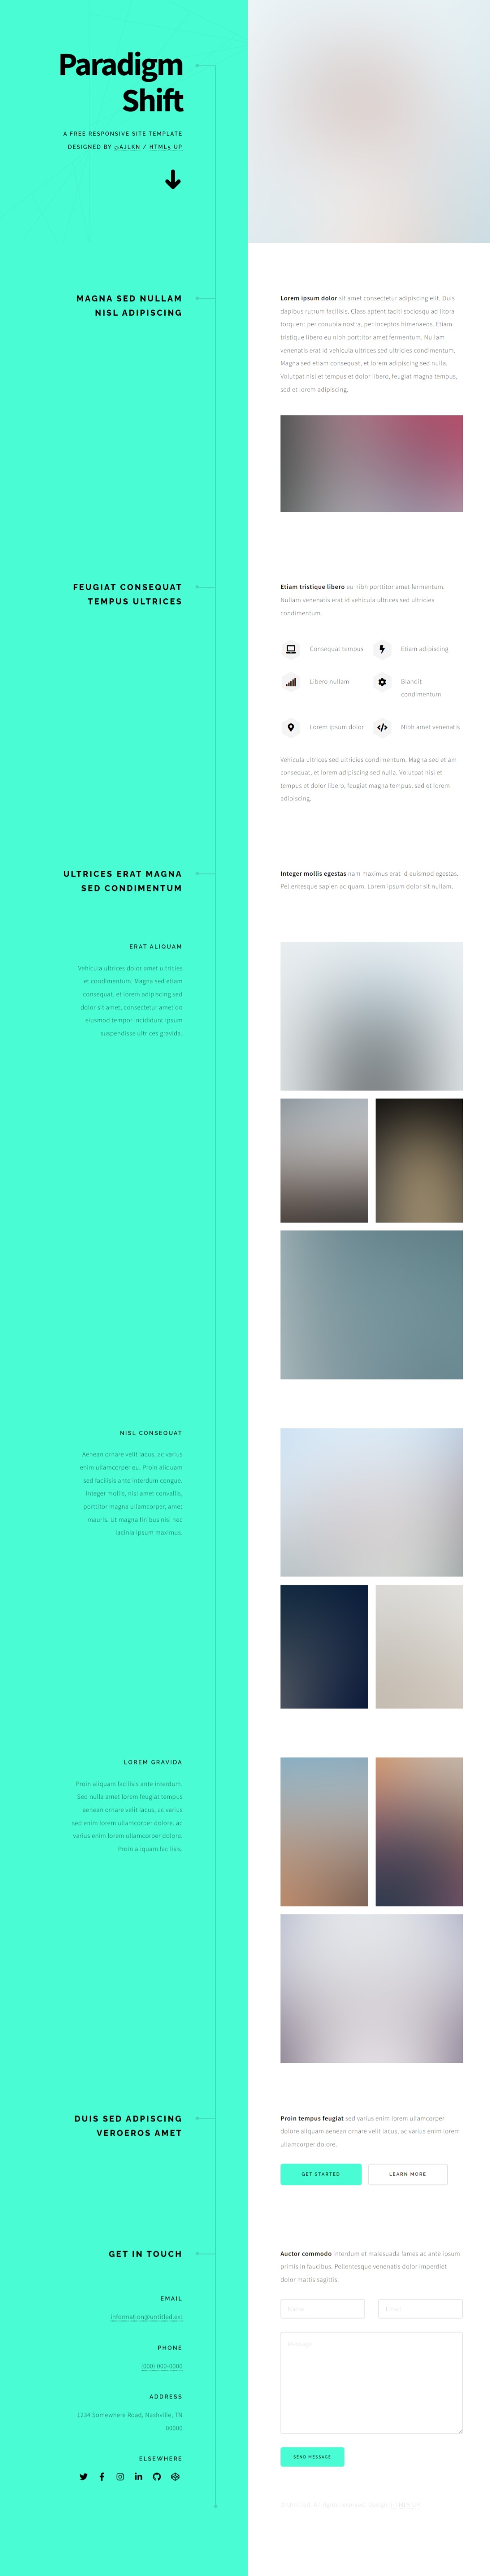 Paradigm
Shift
A FREE RESPONSIVE SITE TEMPLATE
DESIGNED BY @AJLKN / HTML5 UP
MAGNA SED NULLAM
NISL ADIPISCING
Lorem ipsum dolor sit amet consectetur adipiscing elit. Duis
dapibus rutrum facilisis. Class aptent taciti sociosqu ad litora
torquent per conubia nostra, per inceptos himenaeos. Etiam
tristique libero eu nibh porttitor amet fermentum. Nullam
venenatis erat id vehicula ultrices sed ultricies condimentum.
Magna sed etiam consequat, et lorem adipiscing sed nulla.
Volutpat nisl et tempus et dolor libero, feugiat magna tempus,
sed et lorem adipiscing.
FEUGIAT CONSEQUAT
TEMPUS ULTRICES
Etiam tristique libero eu nibh porttitor amet fermentum.
Nullam venenatis erat id vehicula ultrices sed ultricies
condimentum.
Consequat tempus
Etiam adipiscing
Libero nullam
Blandit
condimentum
Lorem ipsum dolor
Nibh amet venenatis
Vehicula ultrices sed ultricies condimentum. Magna sed etiam
consequat, et lorem adipiscing sed nulla. Volutpat nisl et
tempus et dolor libero, feugiat magna tempus, sed et lorem
adipiscing.
ULTRICES ERAT MAGNA
SED CONDIMENTUM
Integer mollis egestas nam maximus erat id euismod egestas.
Pellentesque sapien ac quam. Lorem ipsum dolor sit nullam.
ERAT ALIQUAM
Vehicula ultrices dolor amet ultricies
et condimentum. Magna sed etiam
consequat, et lorem adipiscing sed
dolor sit amet, consectetur amet do
eiusmod tempor incididunt ipsum
suspendisse ultrices gravida.
NISL CONSEQUAT
Aenean ornare velit lacus, ac varius
enim ullamcorper eu. Proin aliquam
sed facilisis ante interdum congue.
Integer mollis, nisl amet convallis,
porttitor magna ullamcorper, amet
mauris. Ut magna finibus nisi nec
lacinia ipsum maximus.
LOREM GRAVIDA
Proin aliquam facilisis ante interdum.
Sed nulla amet lorem feugiat tempus
aenean ornare velit lacus, ac varius
sed enim lorem ullamcorper dolore. ac
varius enim lorem ullamcorper dolore.
Proin aliquam facilisis.
DUIS SED ADPISCING
VEROEROS AMET
Proin tempus feugiat sed varius enim lorem ullamcorper
dolore aliquam aenean ornare velit lacus, ac varius enim lorem
ullamcorper dolore.
GET STARTED
LEARN MORE
GET IN TOUCH
Auctor commodo interdum et malesuada fames ac ante ipsum
primis in faucibus. Pellentesque venenatis dolor imperdiet
dolor mattis sagittis.
EMAIL
information@untitled.ext
PHONE
(000) 000-0000
ADDRESS
1234 Somewhere Road, Nashville, TN
00000
ELSEWHERE
Name
Email
Message
SEND MESSAGE
© Untitled. All rights reserved. Design: HTML5 UP.